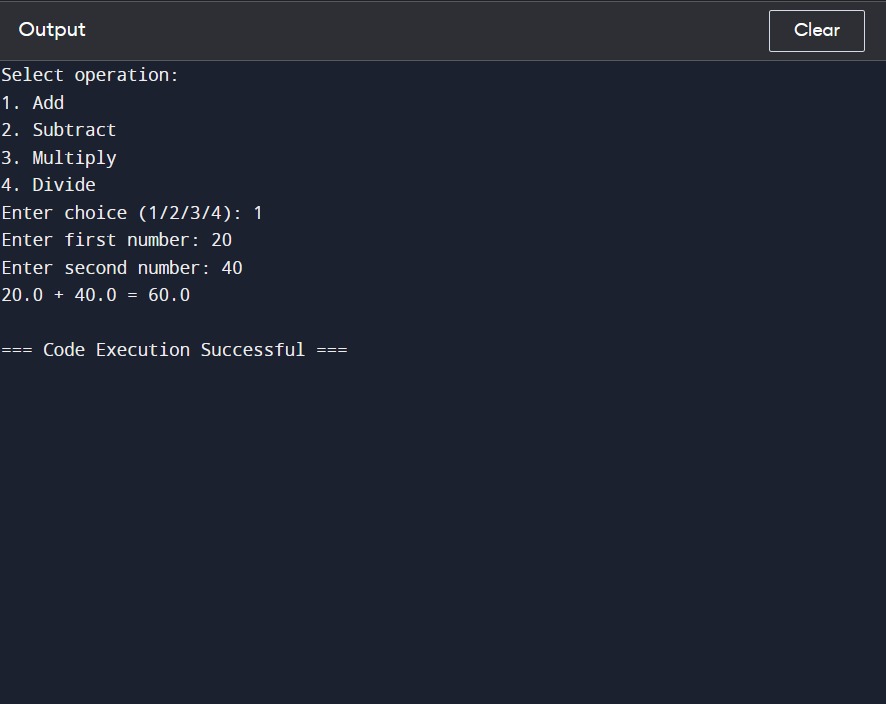 Output
Clear
Select operation:
1. Add
2. Subtract
3. Multiply
4. Divide
Enter choice (1/2/3/4): 1
Enter first number: 20
Enter second number: 40
20.0 + 40.0 = 60.0
=== Code Execution Successful ===